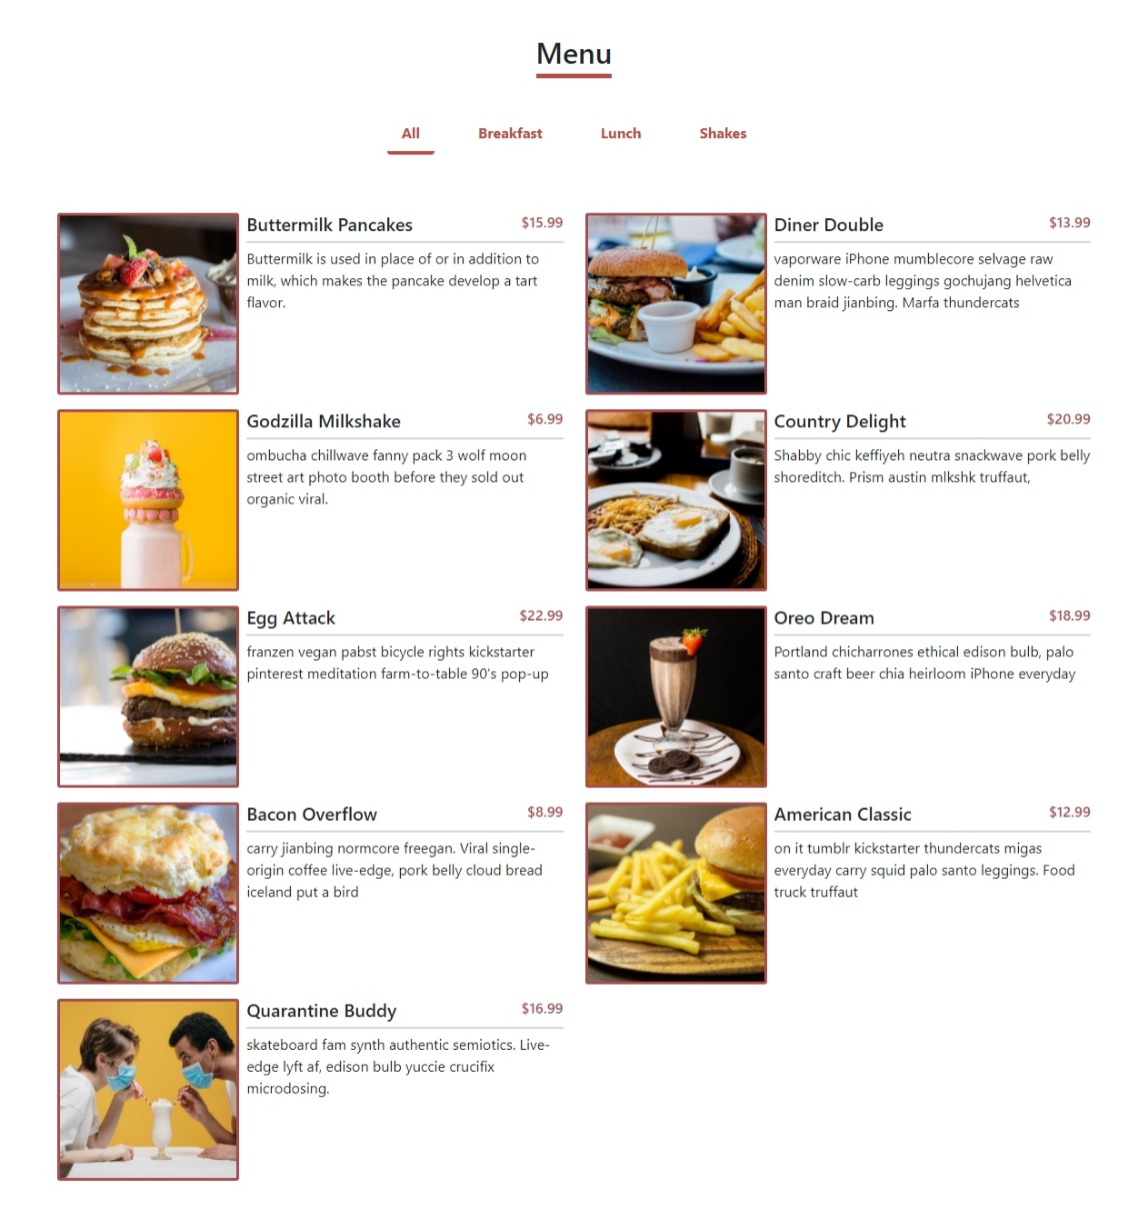 Menu
All
Breakfast
Lunch
Shakes
Buttermilk Pancakes
$15.99
Buttermilk is used in place of or in addition to
milk, which makes the pancake develop a tart
flavor.
Diner Double
$13.99
vaporware iPhone mumblecore selvage raw
denim slow-carb leggings gochujang helvetica
man braid jianbing. Marfa thundercats
Godzilla Milkshake
$6.99
ombucha chillwave fanny pack 3 wolf moon
street art photo booth before they sold out
organic viral.
Country Delight
$20.99
Shabby chic keffiyeh neutra snackwave pork belly
shoreditch. Prism austin mlkshk truffaut,
Egg Attack
$22.99
franzen vegan pabst bicycle rights kickstarter
pinterest meditation farm-to-table 90's pop-up
Oreo Dream
$18.99
Portland chicharrones ethical edison bulb, palo
santo craft beer chia heirloom iPhone everyday
Bacon Overflow
$8.99
carry jianbing normcore freegan. Viral single-
origin coffee live-edge, pork belly cloud bread
iceland put a bird
American Classic
$12.99
on it tumblr kickstarter thundercats migas
everyday carry squid palo santo leggings. Food
truck truffaut
Quarantine Buddy
$16.99
skateboard fam synth authentic semiotics. Live-
edge lyft af, edison bulb yuccie crucifix
microdosing.